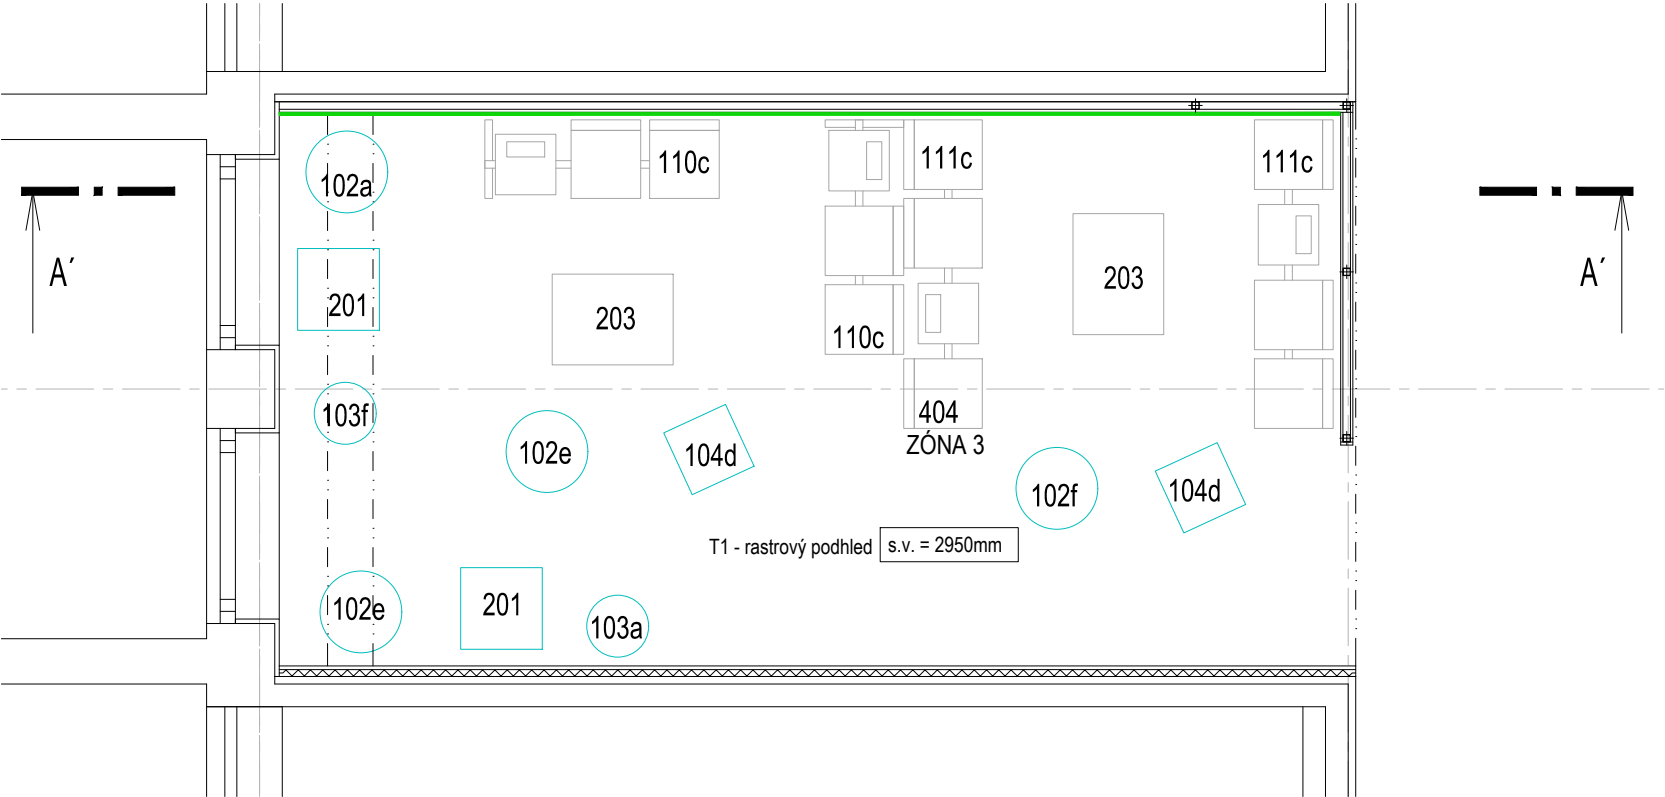 110c
111c
111c
102a
A´
203
A´
201
203
110c
103f
404
ZÓNA 3
102e
104d
102f
104d
T1 - rastrový podhled
s.v. = 2950mm
102e
201
103a